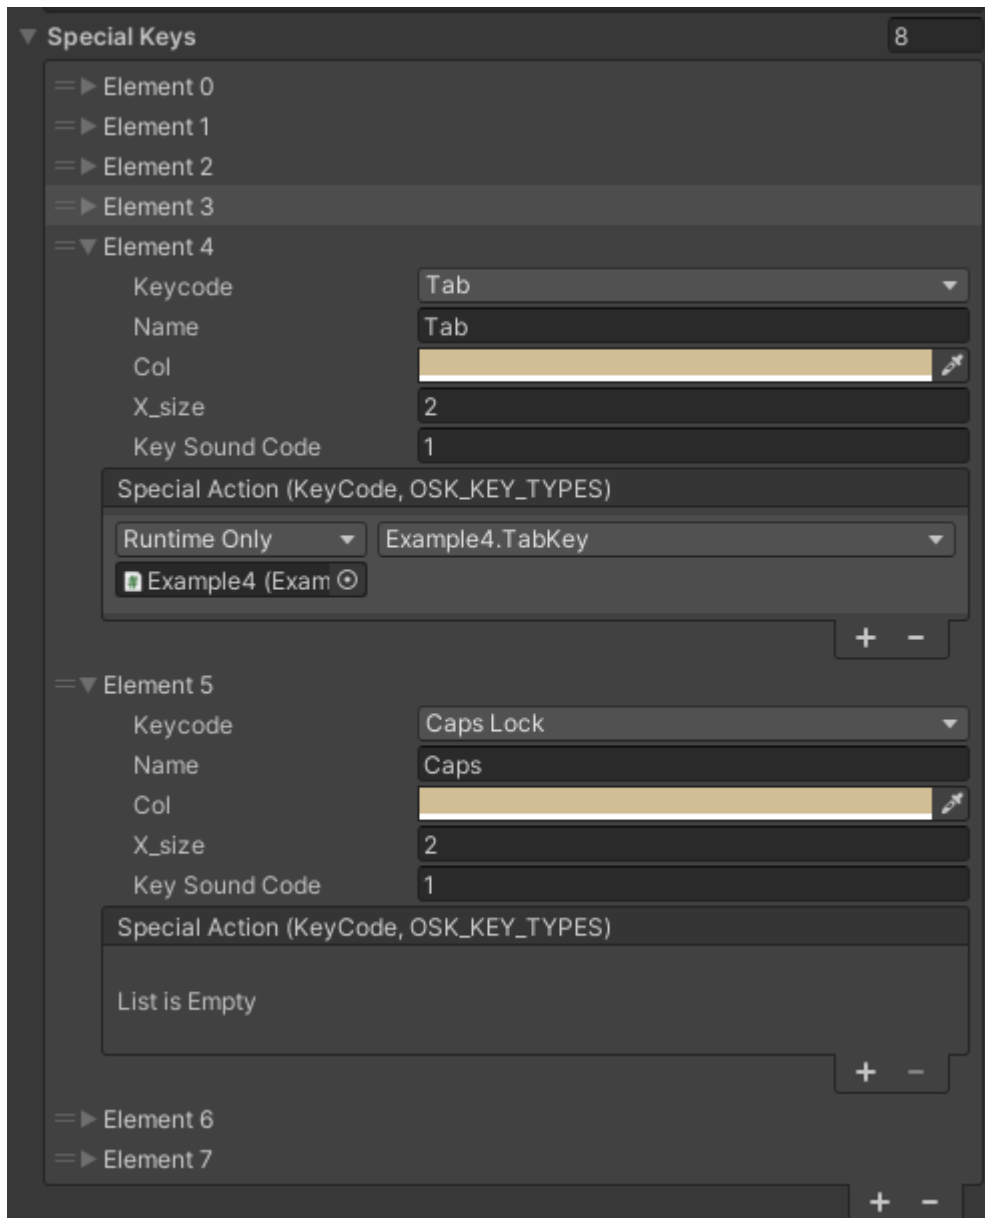 Special Keys 8
Element 0
Element 1
Element 2
Element 3
Element 4
Keycode Tab
Name Tab
Col
X_size 2
Key Sound Code 1
Special Action (KeyCode, OSK_KEY_TYPES)
Runtime Only Example4.TabKey
Example4 (Exam
Element 5
Keycode Caps Lock
Name Caps
Col
X_size 2
Key Sound Code 1
Special Action (KeyCode, OSK_KEY_TYPES)
List is Empty
Element 6
Element 7